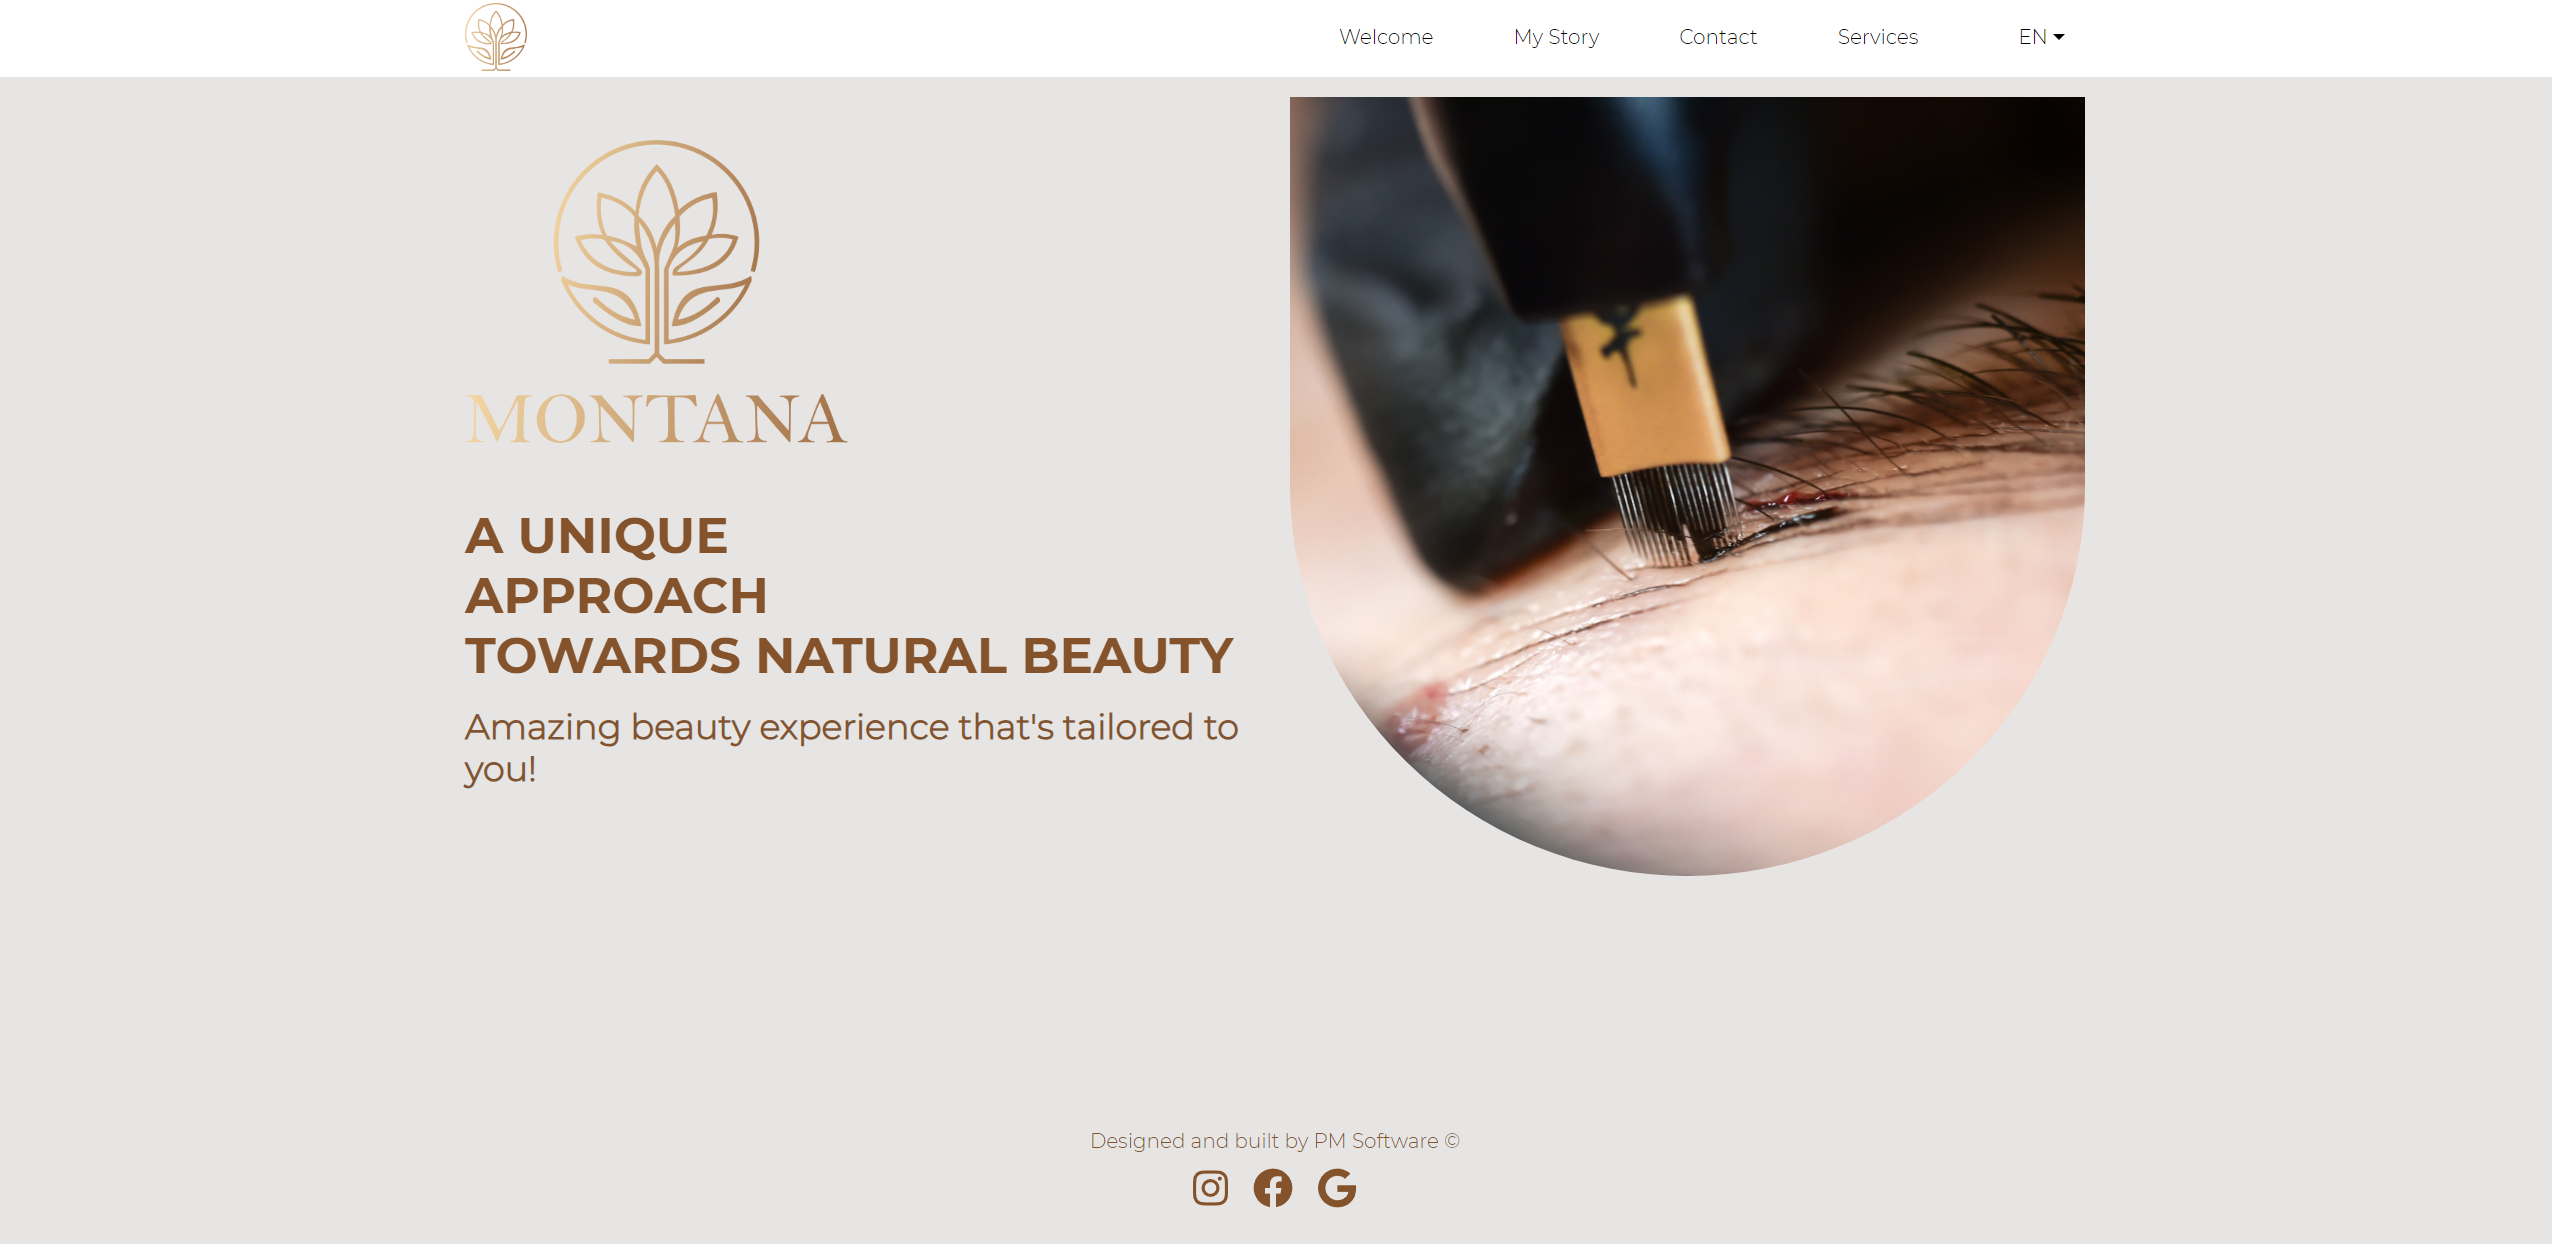 Welcome
My Story
Contact
Services
EN
MONTANA
A UNIQUE
APPROACH
TOWARDS NATURAL BEAUTY
Amazing beauty experience that's tailored to
you!
Designed and built by PM Software ©